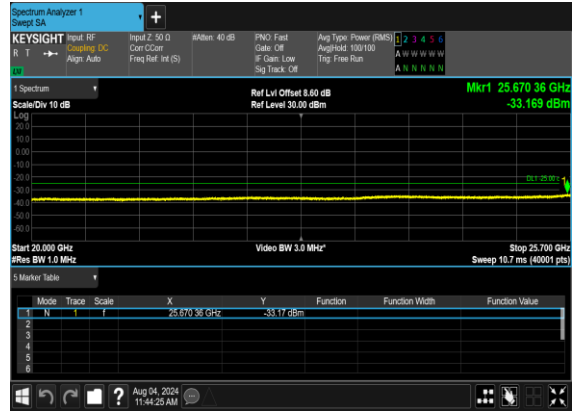 Spectrum Analyzer 1
Swept SA
+
KEYSIGHT Input: RF Input Z: 50 Ω #Atten: 40 dB PNO: Fast Avg Type: Power (RMS) 1 2 3 4 5 6
R T Coupling: DC Corr CCorr Gate: Off Avg|Hold: 100/100 A W W W W W
Align: Auto Freq Ref: Int (S) IF Gain: Low Trig: Free Run
Sig Track: Off A N N N N N
1 Spectrum Ref Lvl Offset 8.60 dB Mkr1 25.670 36 GHz
Scale/Div 10 dB Ref Level 30.00 dBm -33.169 dBm
Log
20.0
10.0
0.00
-10.0
-20.0
DL1 -25.00
-30.0
-40.0
-50.0
-60.0
Start 20.000 GHz Video BW 3.0 MHz* Stop 25.700 GHz
#Res BW 1.0 MHz Sweep 10.7 ms (40001 pts)
5 Marker Table
Mode Trace Scale X Y Function Function Width Function Value
1 N 1 f 25.670 36 GHz -33.17 dBm
2
3
4
5
6
? Aug 04, 2024
11:44:25 AM